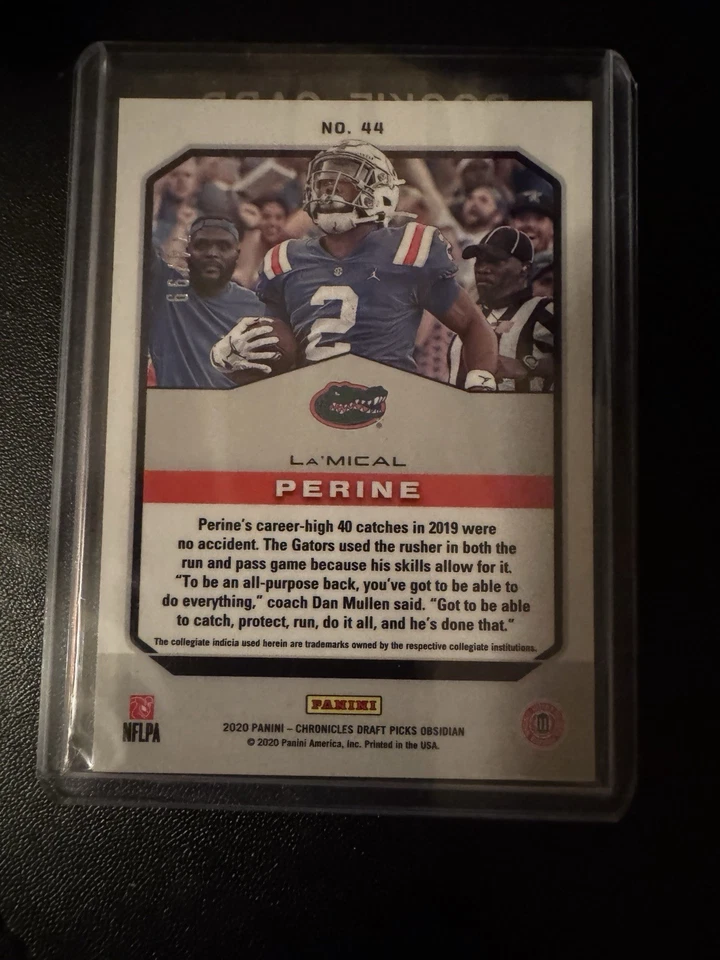 ROOKIE CARD
NO. 44
2
LA'MICAL
PERINE
Perine's career-high 40 catches in 2019 were
no accident. The Gators used the rusher in both the
run and pass game because his skills allow for it.
"To be an all-purpose back, you've got to be able to
do everything," coach Dan Mullen said. "Got to be able
to catch, protect, run, do it all, and he's done that."
The collegiate indicia used herein are trademarks owned by the respective collegiate institutions.
PANINI
NFLPA
2020 PANINI – CHRONICLES DRAFT PICKS OBSIDIAN
© 2020 Panini America, Inc. Printed in the USA.